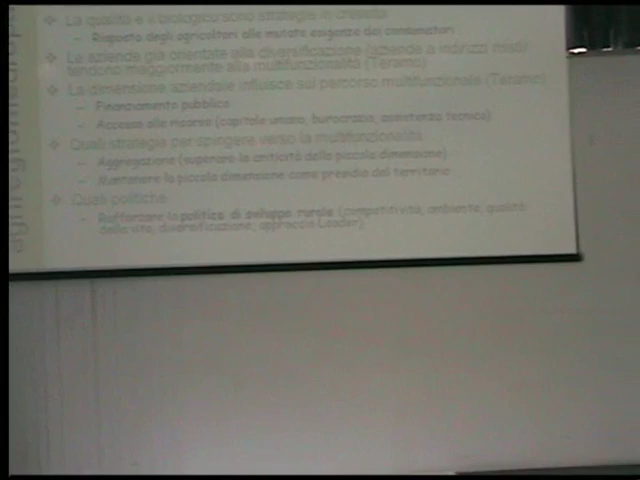 La qualità e il biologico sono strategie in crescita
- Risposta degli agricoltori alle mutate esigenze dei consumatori
Le aziende già orientate alla diversificazione (aziende a indirizzi misti)
tendono maggiormente alla multifunzionalità (Teramo)
La dimensione aziendale influisce sul percorso multifunzionale (Teramo)
- Finanziamento pubblico
- Accesso alle risorse (capitale umano, burocrazia, assistenza tecnica)
Quali strategie per spingere verso la multifunzionalità
- Aggregazione (superare le criticità della piccola dimensione)
- Mantenere la piccola dimensione come presidio del territorio
Quali politiche
- Rafforzare la politica di sviluppo rurale (competitività, ambiente, qualità
della vita, diversificazione, approccio Leader)